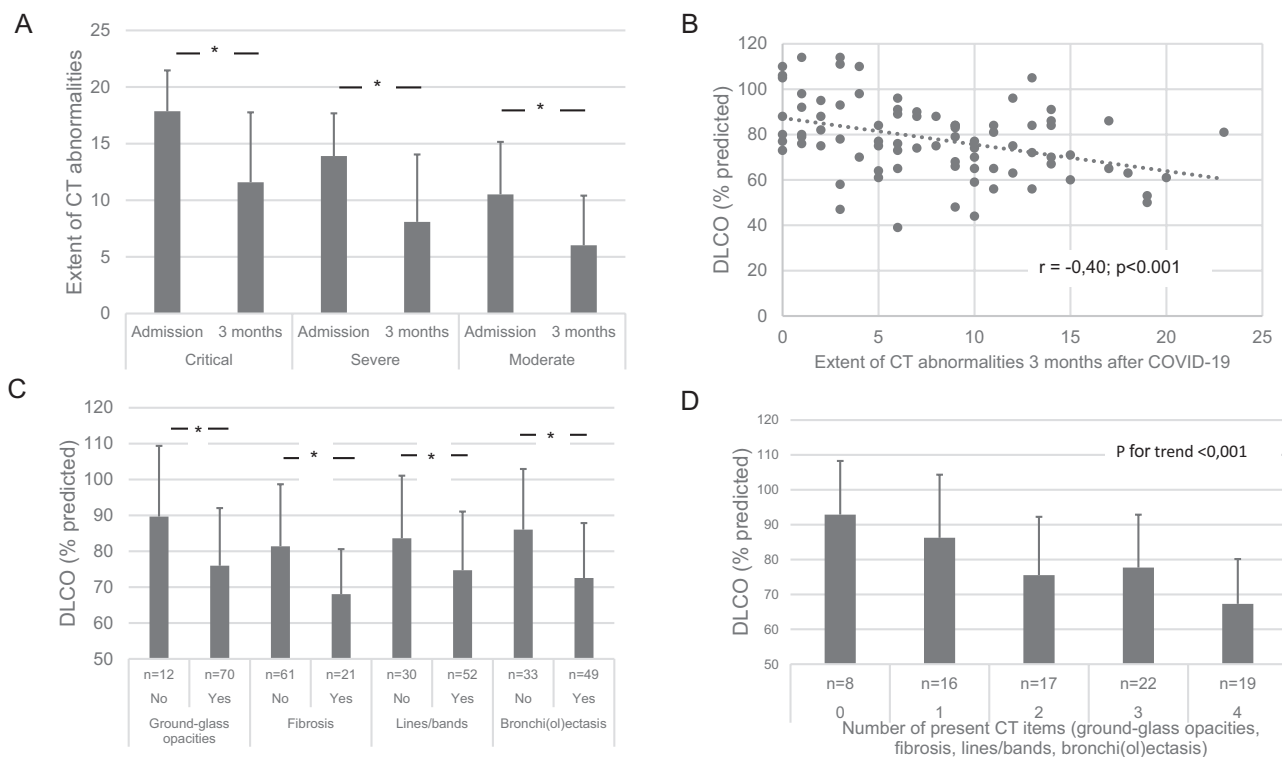 A
Extent of CT abnormalities
25
20
15
10
5
0
*
*
*
Admission 3 months Admission 3 months Admission 3 months
Critical Severe Moderate
B
DLCO (% predicted)
120
100
80
60
40
20
0
r = -0,40; p<0.001
0 5 10 15 20 25
Extent of CT abnormalities 3 months after COVID-19
C
DLCO (% predicted)
120
110
100
90
80
70
60
50
*
*
*
*
n=12 n=70 n=61 n=21 n=30 n=52 n=33 n=49
No Yes No Yes No Yes No Yes
Ground-glass Fibrosis Lines/bands Bronchi(ol)ectasis
opacities
D
DLCO (% predicted)
120
110
100
90
80
70
60
50
P for trend <0,001
n=8 n=16 n=17 n=22 n=19
0 1 2 3 4
Number of present CT items (ground-glass opacities,
fibrosis, lines/bands, bronchi(ol)ectasis)